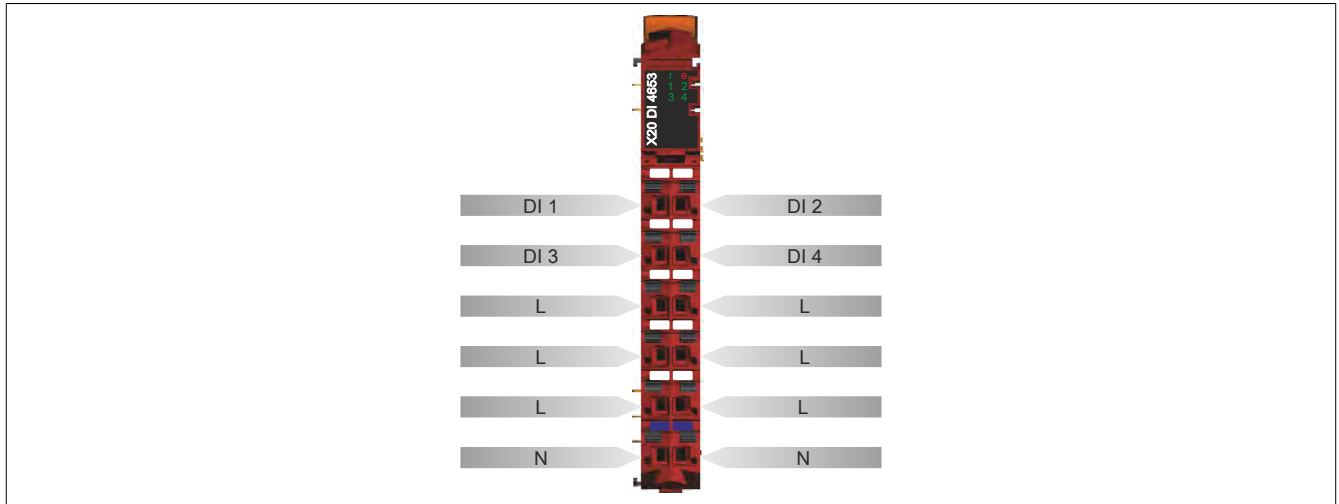 X20 DI 4653
r e
1 2
3 4
DI 1 DI 2
DI 3 DI 4
L L
L L
L L
N N